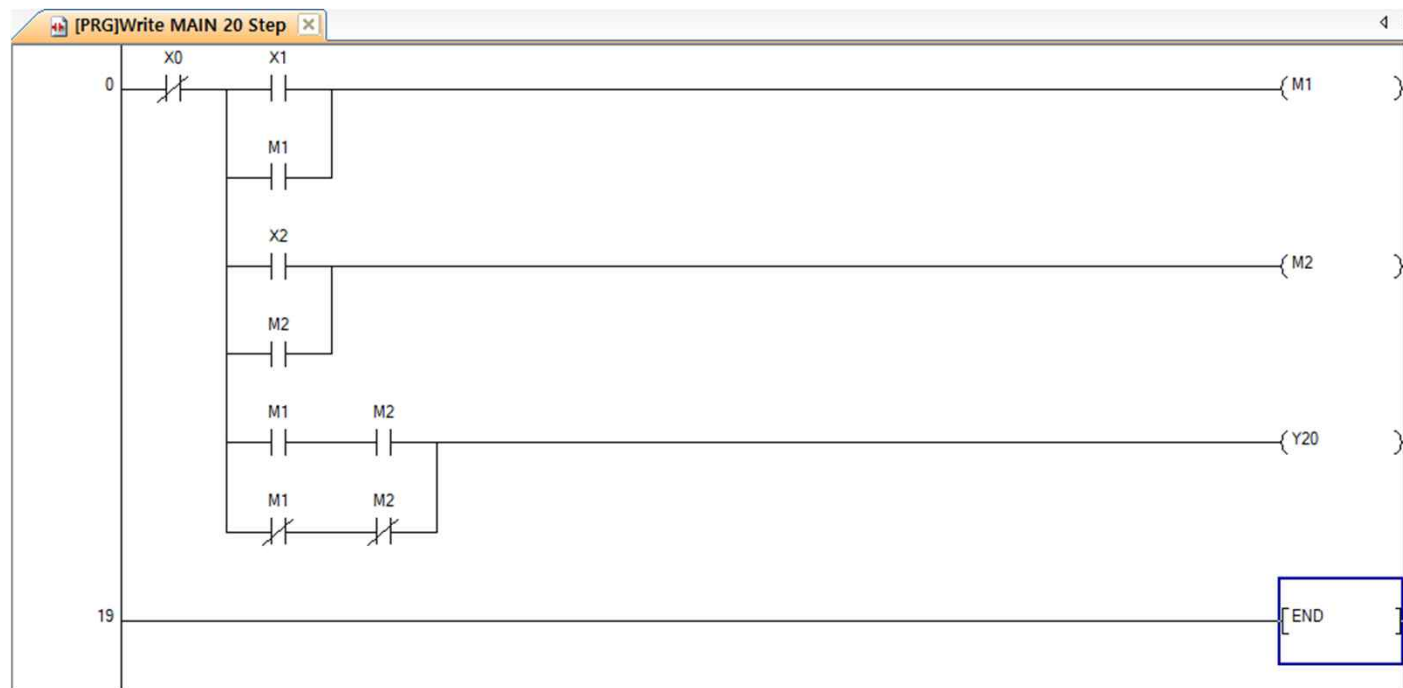 [PRG]Write MAIN 20 Step
X0 X1
0 M1
M1
X2
M2
M2
M1 M2
Y20
M1 M2
19 END